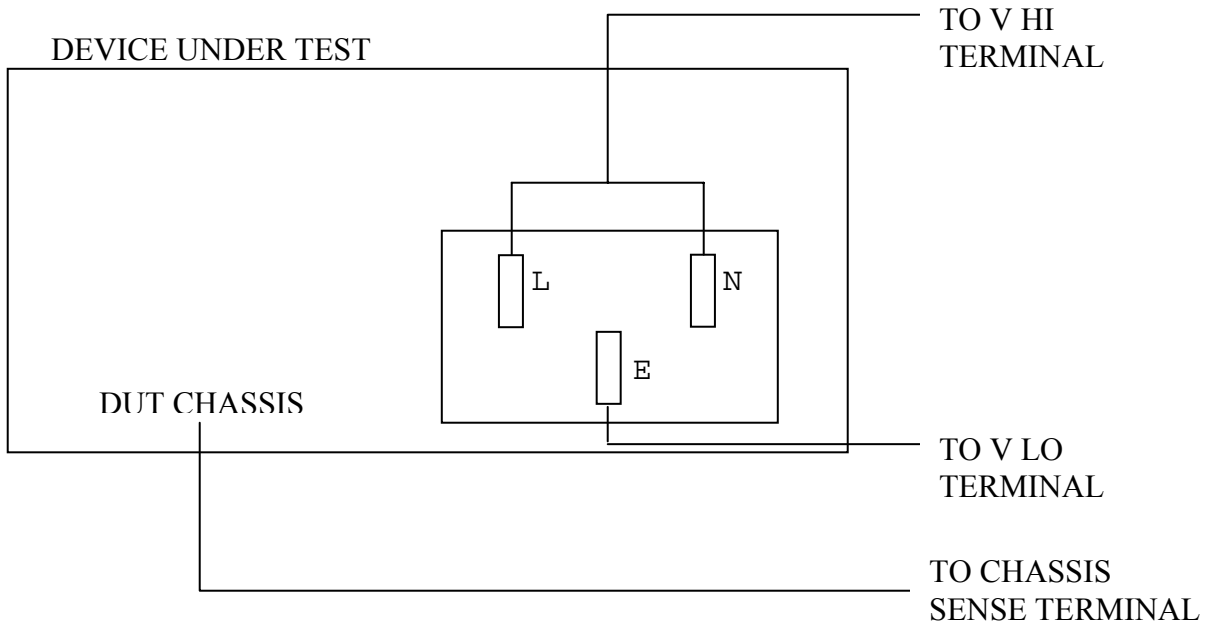 TO V HI
TERMINAL
DEVICE UNDER TEST
L
N
E
DUT CHASSIS
TO V LO
TERMINAL
TO CHASSIS
SENSE TERMINAL